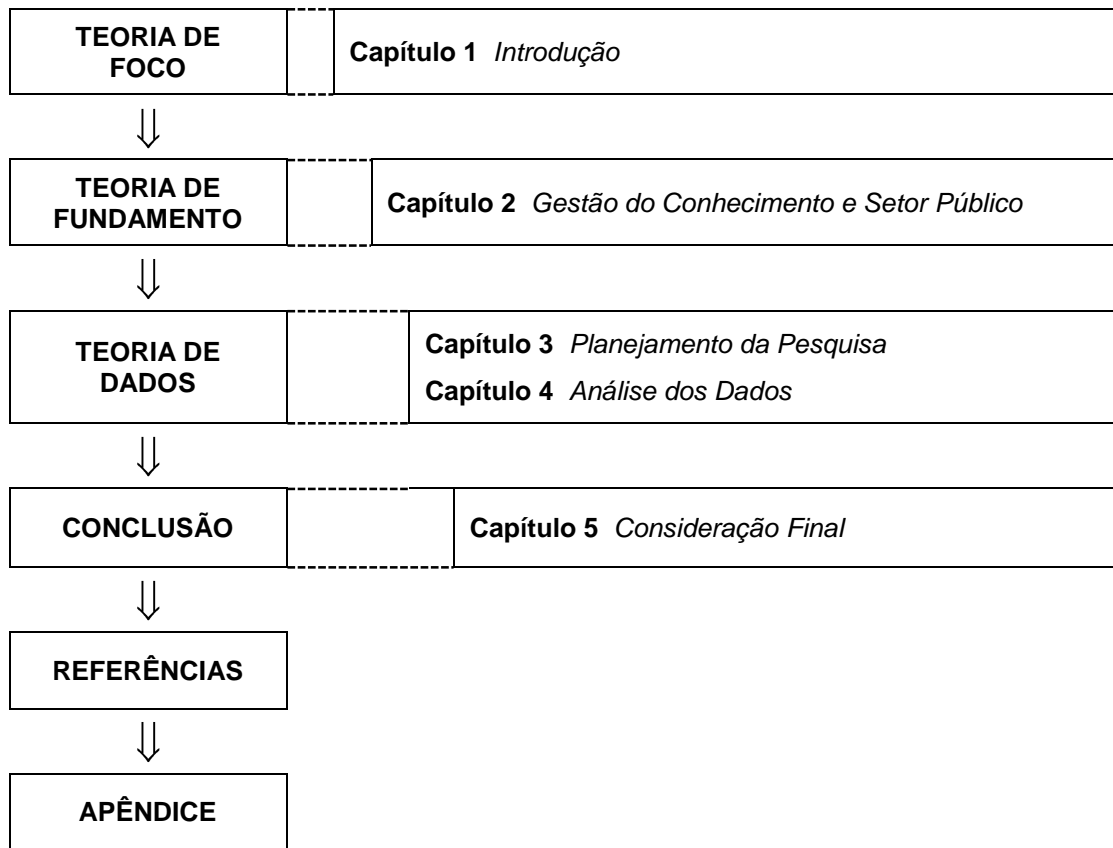 TEORIA DE
FOCO
Capítulo 1 Introdução
TEORIA DE
FUNDAMENTO
Capítulo 2 Gestão do Conhecimento e Setor Público
TEORIA DE
DADOS
Capítulo 3 Planejamento da Pesquisa
Capítulo 4 Análise dos Dados
CONCLUSÃO
Capítulo 5 Consideração Final
REFERÊNCIAS
APÊNDICE